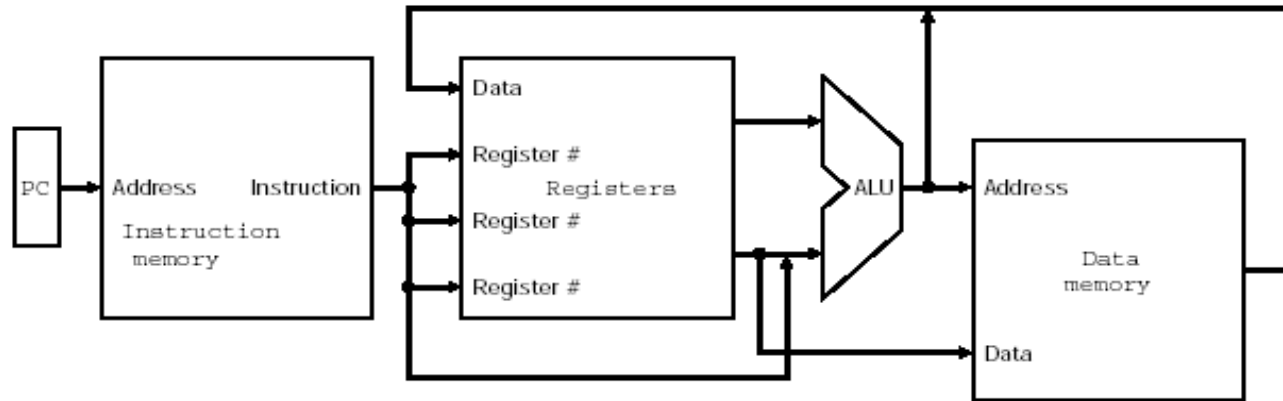 PC
Address
Instruction
Instruction
memory
Data
Register #
Registers
Register #
Register #
ALU
Address
Data
memory
Data